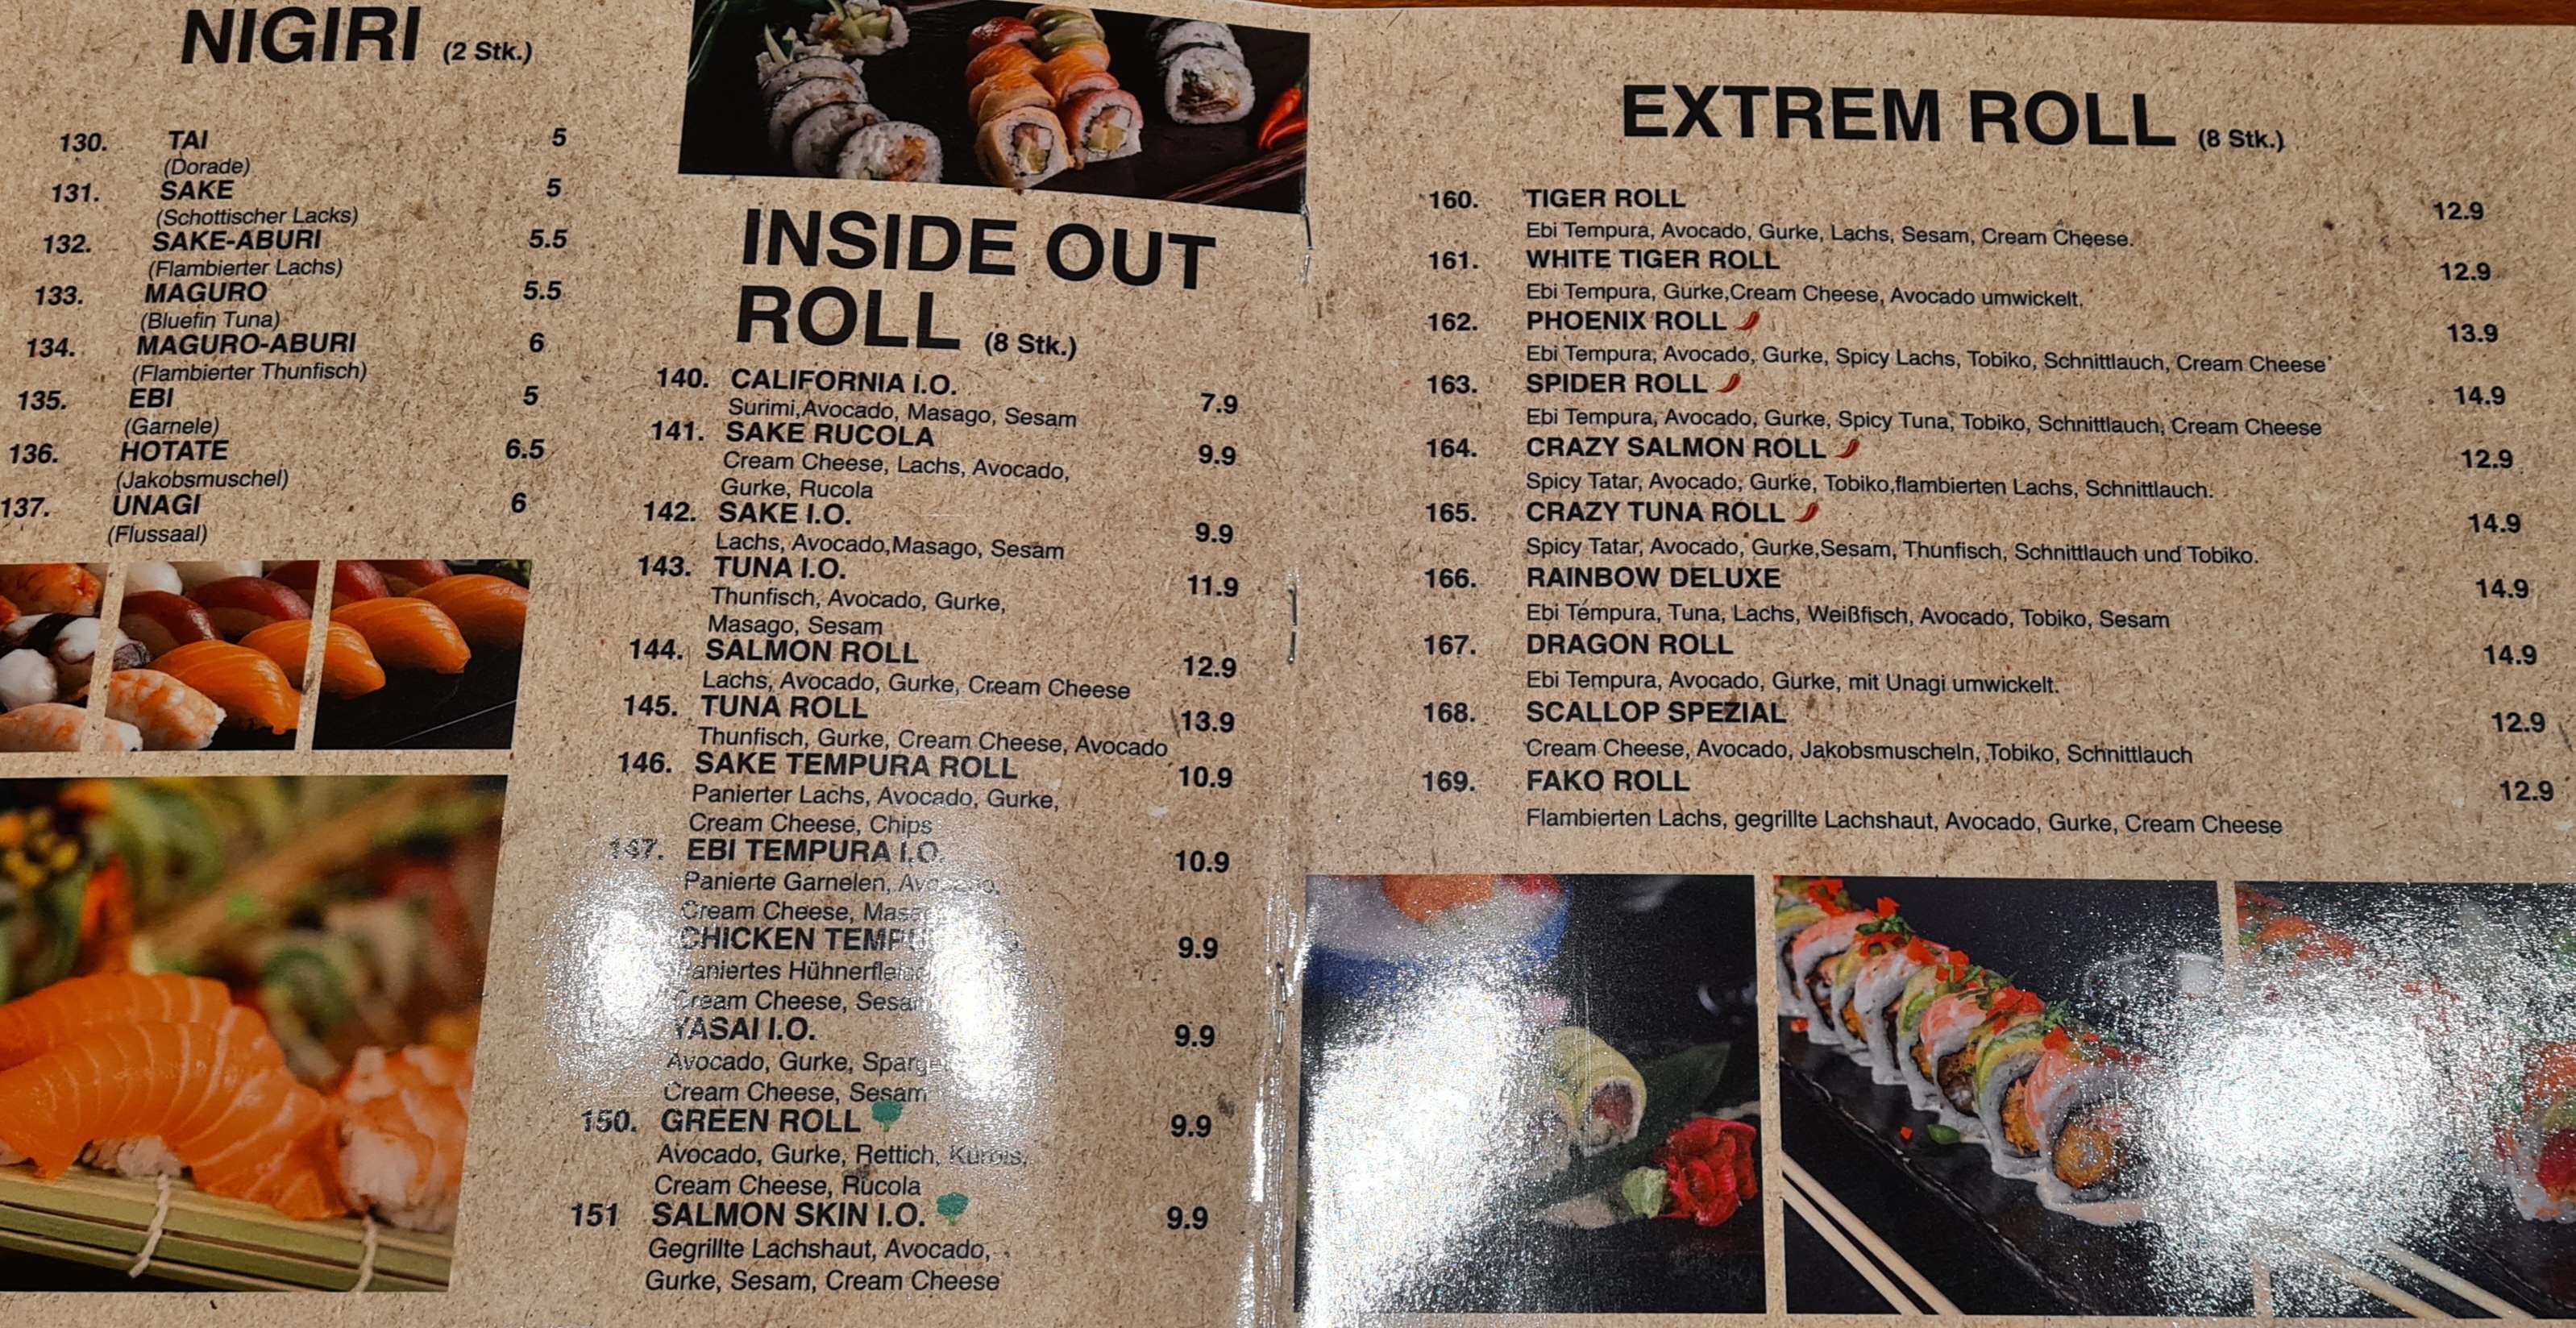 NIGIRI (2 Stk.)
130. TAI 5
(Dorade)
131. SAKE 5
(Schottischer Lacks)
132. SAKE-ABURI 5.5
(Flambierter Lachs)
133. MAGURO 5.5
(Bluefin Tuna)
134. MAGURO-ABURI 6
(Flambierter Thunfisch)
135. EBI 5
(Garnele)
136. HOTATE 6.5
(Jakobsmuschel)
137. UNAGI 6
(Flussaal)
INSIDE OUT
ROLL (8 Stk.)
140. CALIFORNIA I.O. 7.9
Surimi,Avocado, Masago, Sesam
141. SAKE RUCOLA 9.9
Cream Cheese, Lachs, Avocado,
Gurke, Rucola
142. SAKE I.O. 9.9
Lachs, Avocado,Masago, Sesam
143. TUNA I.O. 11.9
Thunfisch, Avocado, Gurke,
Masago, Sesam
144. SALMON ROLL 12.9
Lachs, Avocado, Gurke, Cream Cheese
145. TUNA ROLL 13.9
Thunfisch, Gurke, Cream Cheese, Avocado
146. SAKE TEMPURA ROLL 10.9
Panierter Lachs, Avocado, Gurke,
Cream Cheese, Chips
147. EBI TEMPURA I.O. 10.9
Panierte Garnelen, Avocado,
Cream Cheese,
CHICKEN 9.9
Paniertes
Cream Cheese, Sesam
YASAI I.O. 9.9
Avocado, Gurke,
Cream Cheese, Sesam
150. GREEN ROLL 9.9
Avocado, Gurke, Rettich,
Cream Cheese, Rucola
151 SALMON SKIN I.O. 9.9
Gegrillte Lachshaut, Avocado,
Gurke, Sesam, Cream Cheese
EXTREM ROLL (8 Stk.)
160. TIGER ROLL 12.9
Ebi Tempura, Avocado, Gurke, Lachs, Sesam, Cream Cheese.
161. WHITE TIGER ROLL 12.9
Ebi Tempura, Gurke,Cream Cheese, Avocado umwickelt.
162. PHOENIX ROLL 13.9
Ebi Tempura, Avocado, Gurke, Spicy Lachs, Tobiko, Schnittlauch, Cream Cheese
163. SPIDER ROLL 14.9
Ebi Tempura, Avocado, Gurke, Spicy Tuna, Tobiko, Schnittlauch, Cream Cheese
164. CRAZY SALMON ROLL 12.9
Spicy Tatar, Avocado, Gurke, Tobiko,flambierten Lachs, Schnittlauch.
165. CRAZY TUNA ROLL 14.9
Spicy Tatar, Avocado, Gurke,Sesam, Thunfisch, Schnittlauch und Tobiko.
166. RAINBOW DELUXE 14.9
Ebi Tempura, Tuna, Lachs, Weißfisch, Avocado, Tobiko, Sesam
167. DRAGON ROLL 14.9
Ebi Tempura, Avocado, Gurke, mit Unagi umwickelt.
168. SCALLOP SPEZIAL 12.9
Cream Cheese, Avocado, Jakobsmuscheln, Tobiko, Schnittlauch
169. FAKO ROLL 12.9
Flambierten Lachs, gegrillte Lachshaut, Avocado, Gurke, Cream Cheese